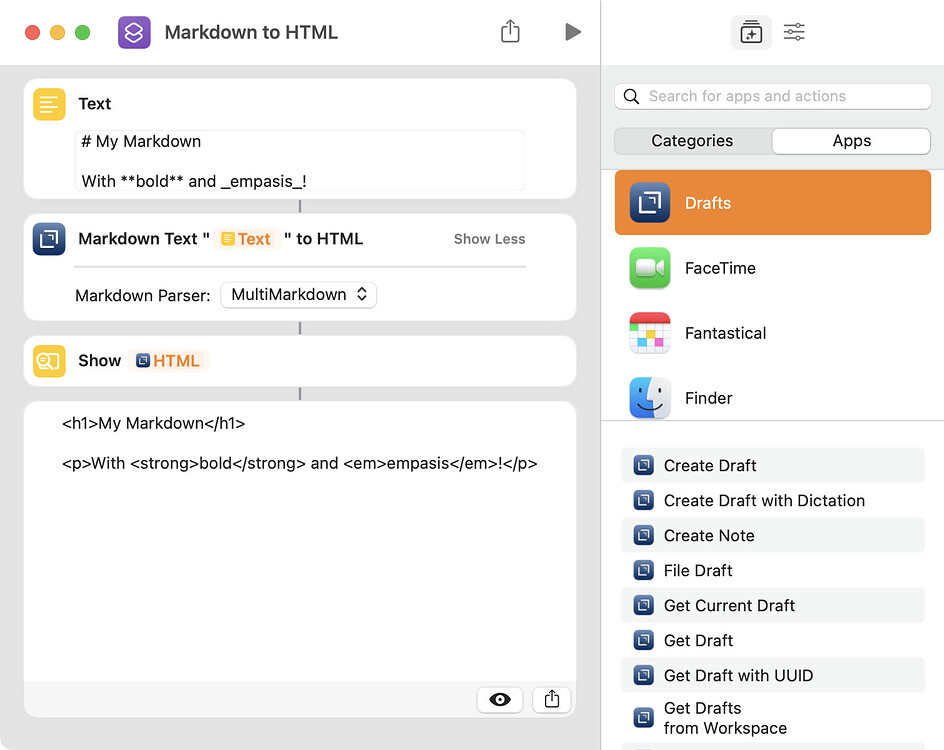 Markdown to HTML
Text
# My Markdown
With **bold** and _empasis_!
Markdown Text " Text " to HTML
Show Less
Markdown Parser: MultiMarkdown
Show HTML
<h1>My Markdown</h1>
<p>With <strong>bold</strong> and <em>empasis</em>!</p>
Search for apps and actions
Categories
Apps
Drafts
FaceTime
Fantastical
Finder
Create Draft
Create Draft with Dictation
Create Note
File Draft
Get Current Draft
Get Draft
Get Draft with UUID
Get Drafts
from Workspace